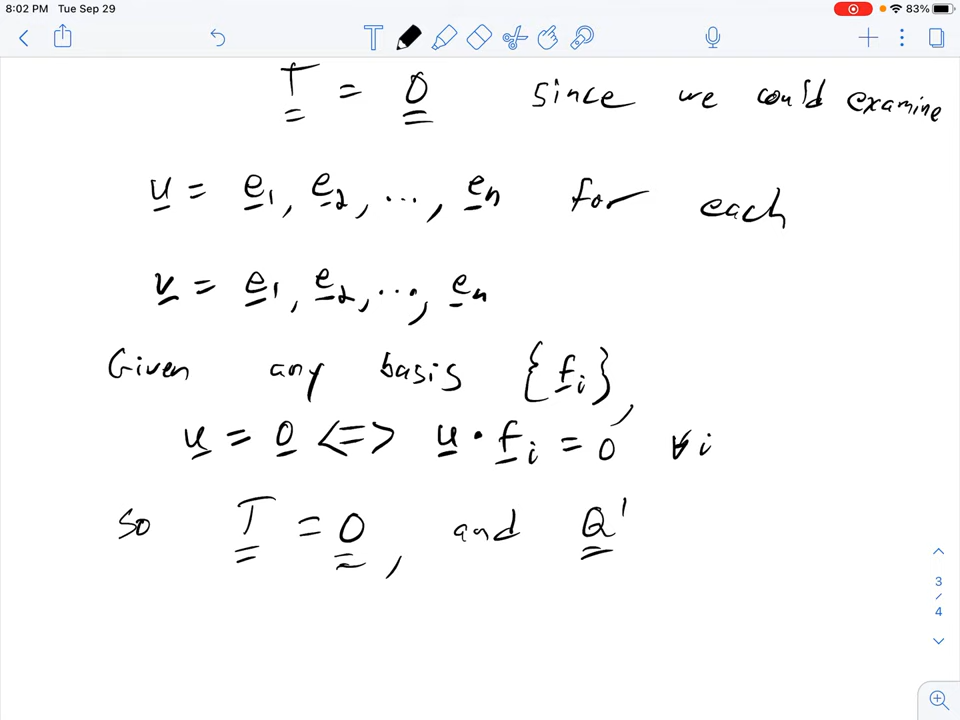 8:02 PM Tue Sep 29 83%
T
T = 0 since we could examine
u = e1, e2, ..., en for each
v = e1, e2, ..., en
Given any basis {fi},
u = 0 <=> u · fi = 0 ∀i
So T = 0, and Q'
3
/
4